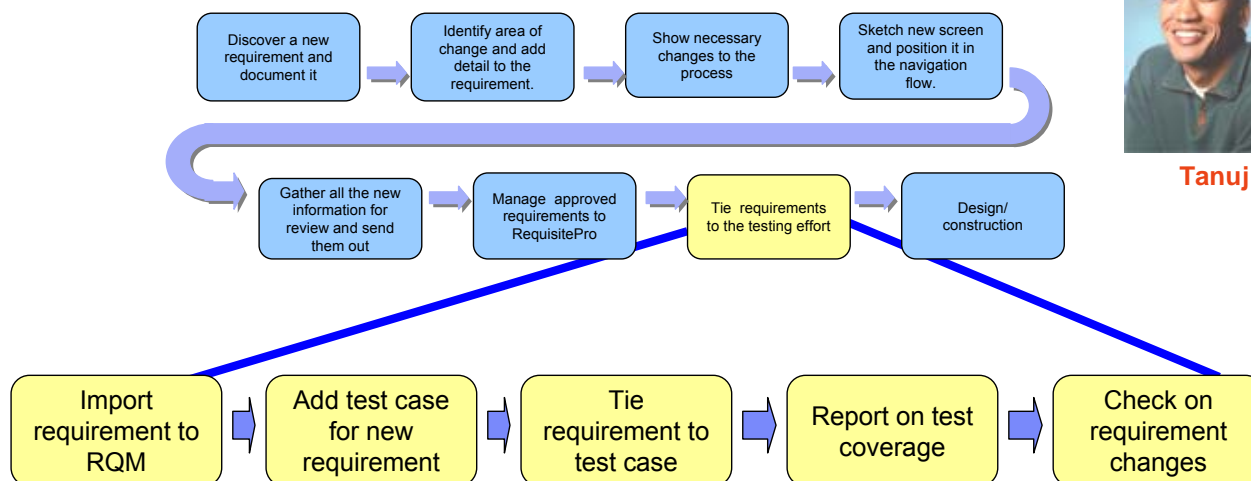 Discover a new
requirement and
document it
Identify area of
change and add
detail to the
requirement.
Show necessary
changes to the
process
Sketch new screen
and position it in
the navigation
flow.
Tanuj
Gather all the new
information for
review and send
them out
Manage approved
requirements to
RequisitePro
Tie requirements
to the testing effort
Design/
construction
Import
requirement to
RQM
Add test case
for new
requirement
Tie
requirement to
test case
Report on test
coverage
Check on
requirement
changes